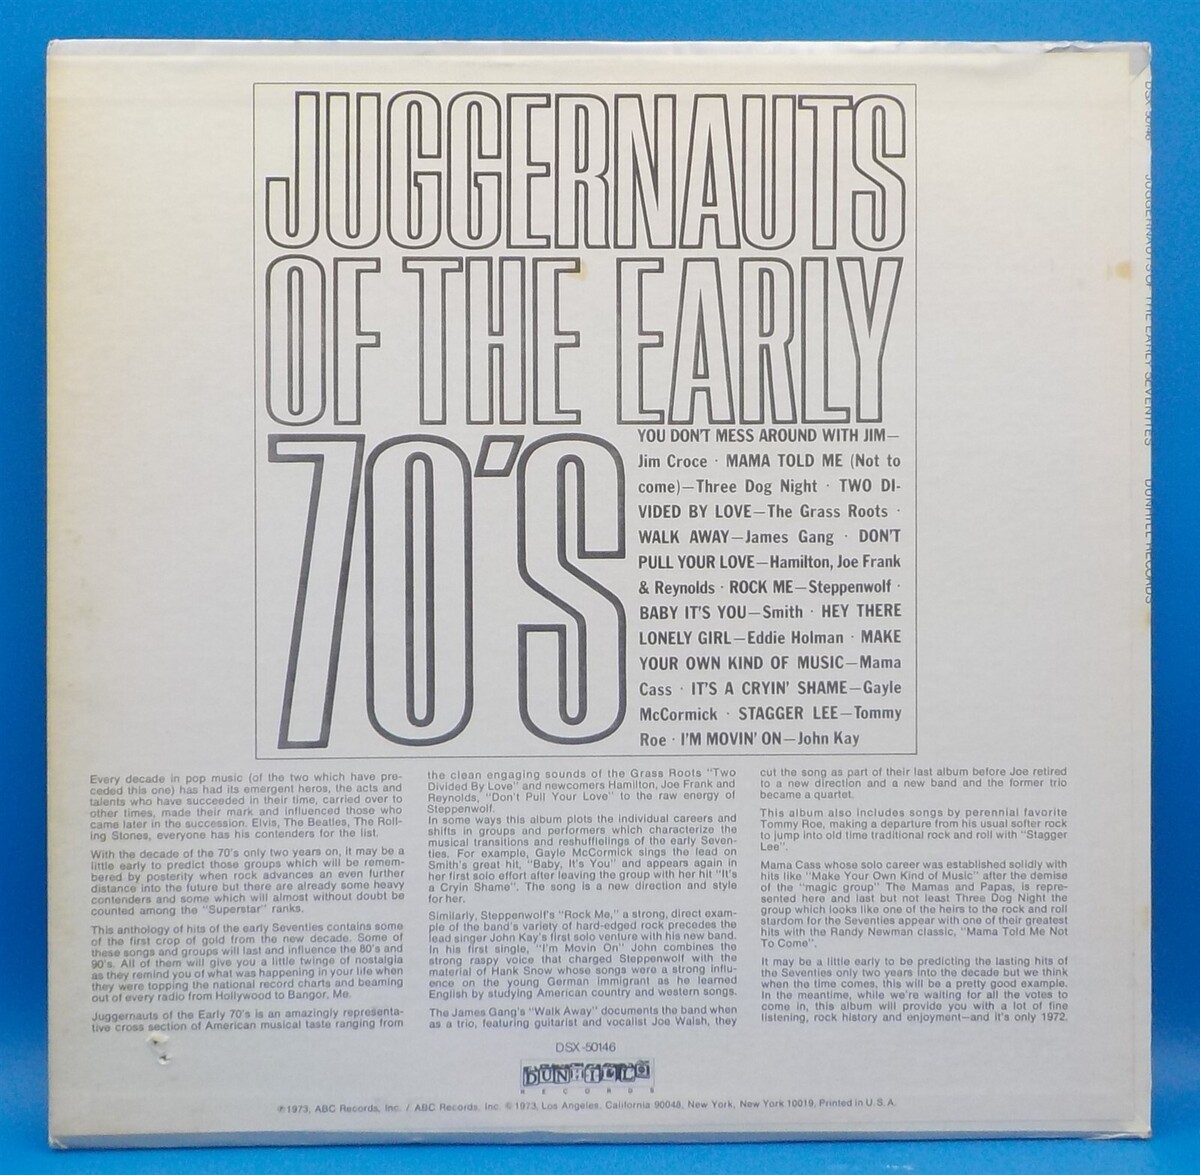 JUGGERNAUTS
OF THE EARLY
70'S
YOU DON'T MESS AROUND WITH JIM—
Jim Croce · MAMA TOLD ME (Not to
come)—Three Dog Night · TWO DI-
VIDED BY LOVE—The Grass Roots ·
WALK AWAY—James Gang · DON'T
PULL YOUR LOVE—Hamilton, Joe Frank
& Reynolds · ROCK ME—Steppenwolf ·
BABY IT'S YOU—Smith · HEY THERE
LONELY GIRL—Eddie Holman · MAKE
YOUR OWN KIND OF MUSIC—Mama
Cass · IT'S A CRYIN' SHAME—Gayle
McCormick · STAGGER LEE—Tommy
Roe · I'M MOVIN' ON—John Kay
Every decade in pop music (of the two which have pre-
ceded this one) has had its emergent heros, the acts and
talents who have succeeded in their time, carried over to
other times, made their mark and influenced those who
came later in the succession. Elvis, The Beatles, The Roll-
ing Stones, everyone has his contenders for the list.
With the decade of the 70's only two years on, it may be a
little early to predict those groups which will be remem-
bered by posterity when rock advances an even further
distance into the future but there are already some heavy
contenders and some which will almost without doubt be
counted among the "Superstar" ranks.
This anthology of hits of the early Seventies contains some
of the first crop of gold from the new decade. Some of
these songs and groups will last and influence the 80's and
90's. All of them will give you a little twinge of nostalgia
as they remind you of what was happening in your life when
they were topping the national record charts and beaming
out of every radio from Hollywood to Bangor, Me.
Juggernauts of the Early 70's is an amazingly representa-
tive cross section of American musical taste ranging from
the clean engaging sounds of the Grass Roots "Two
Divided By Love" and newcomers Hamilton, Joe Frank and
Reynolds, "Don't Pull Your Love" to the raw energy of
Steppenwolf.
In some ways this album plots the individual careers and
shifts in groups and performers which characterize the
musical transitions and reshufflelings of the early Seven-
ties. For example, Gayle McCormick sings the lead on
Smith's great hit, "Baby, It's You" and appears again in
her first solo effort after leaving the group with her hit "It's
a Cryin Shame". The song is a new direction and style
for her.
Similarly, Steppenwolf's "Rock Me," a strong, direct exam-
ple of the band's variety of hard-edged rock precedes the
lead singer John Kay's first solo venture with his new band.
In his first single, "I'm Movin On" John combines the
strong raspy voice that charged Steppenwolf with the
material of Hank Snow whose songs were a strong influ-
ence on the young German immigrant as he learned
English by studying American country and western songs.
The James Gang's "Walk Away" documents the band when
as a trio, featuring guitarist and vocalist Joe Walsh, they
cut the song as part of their last album before Joe retired
to a new direction and a new band and the former trio
became a quartet.
This album also includes songs by perennial favorite
Tommy Roe, making a departure from his usual softer rock
to jump into old time traditional rock and roll with "Stagger
Lee".
Mama Cass whose solo career was established solidly with
hits like "Make Your Own Kind of Music" after the demise
of the "magic group" The Mamas and Papas, is repre-
sented here and last but not least Three Dog Night the
group which looks like one of the heirs to the rock and roll
stardom for the Seventies appear with one of their greatest
hits with the Randy Newman classic, "Mama Told Me Not
To Come".
It may be a little early to be predicting the lasting hits of
the Seventies only two years into the decade but we think
when the time comes, this will be a pretty good example.
In the meantime, while we're waiting for all the votes to
come in, this album will provide you with a lot of fine
listening, rock history and enjoyment—and it's only 1972.
DSX-50146
DUNHILL
RECORDS
℗1973, ABC Records, Inc. / ABC Records, Inc. ©1973, Los Angeles, California 90048, New York, New York 10019, Printed in U.S.A.
DSX-50146 JUGGERNAUTS OF THE EARLY SEVENTIES DUNHILL RECORDS